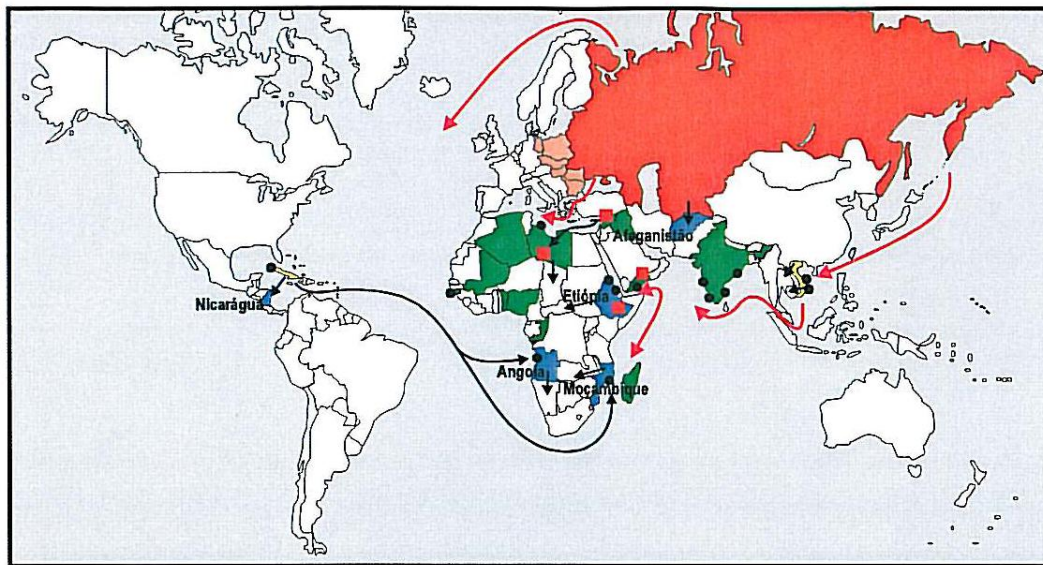 Afeganistão
Nicarágua
Etiópia
Angola
Moçambique